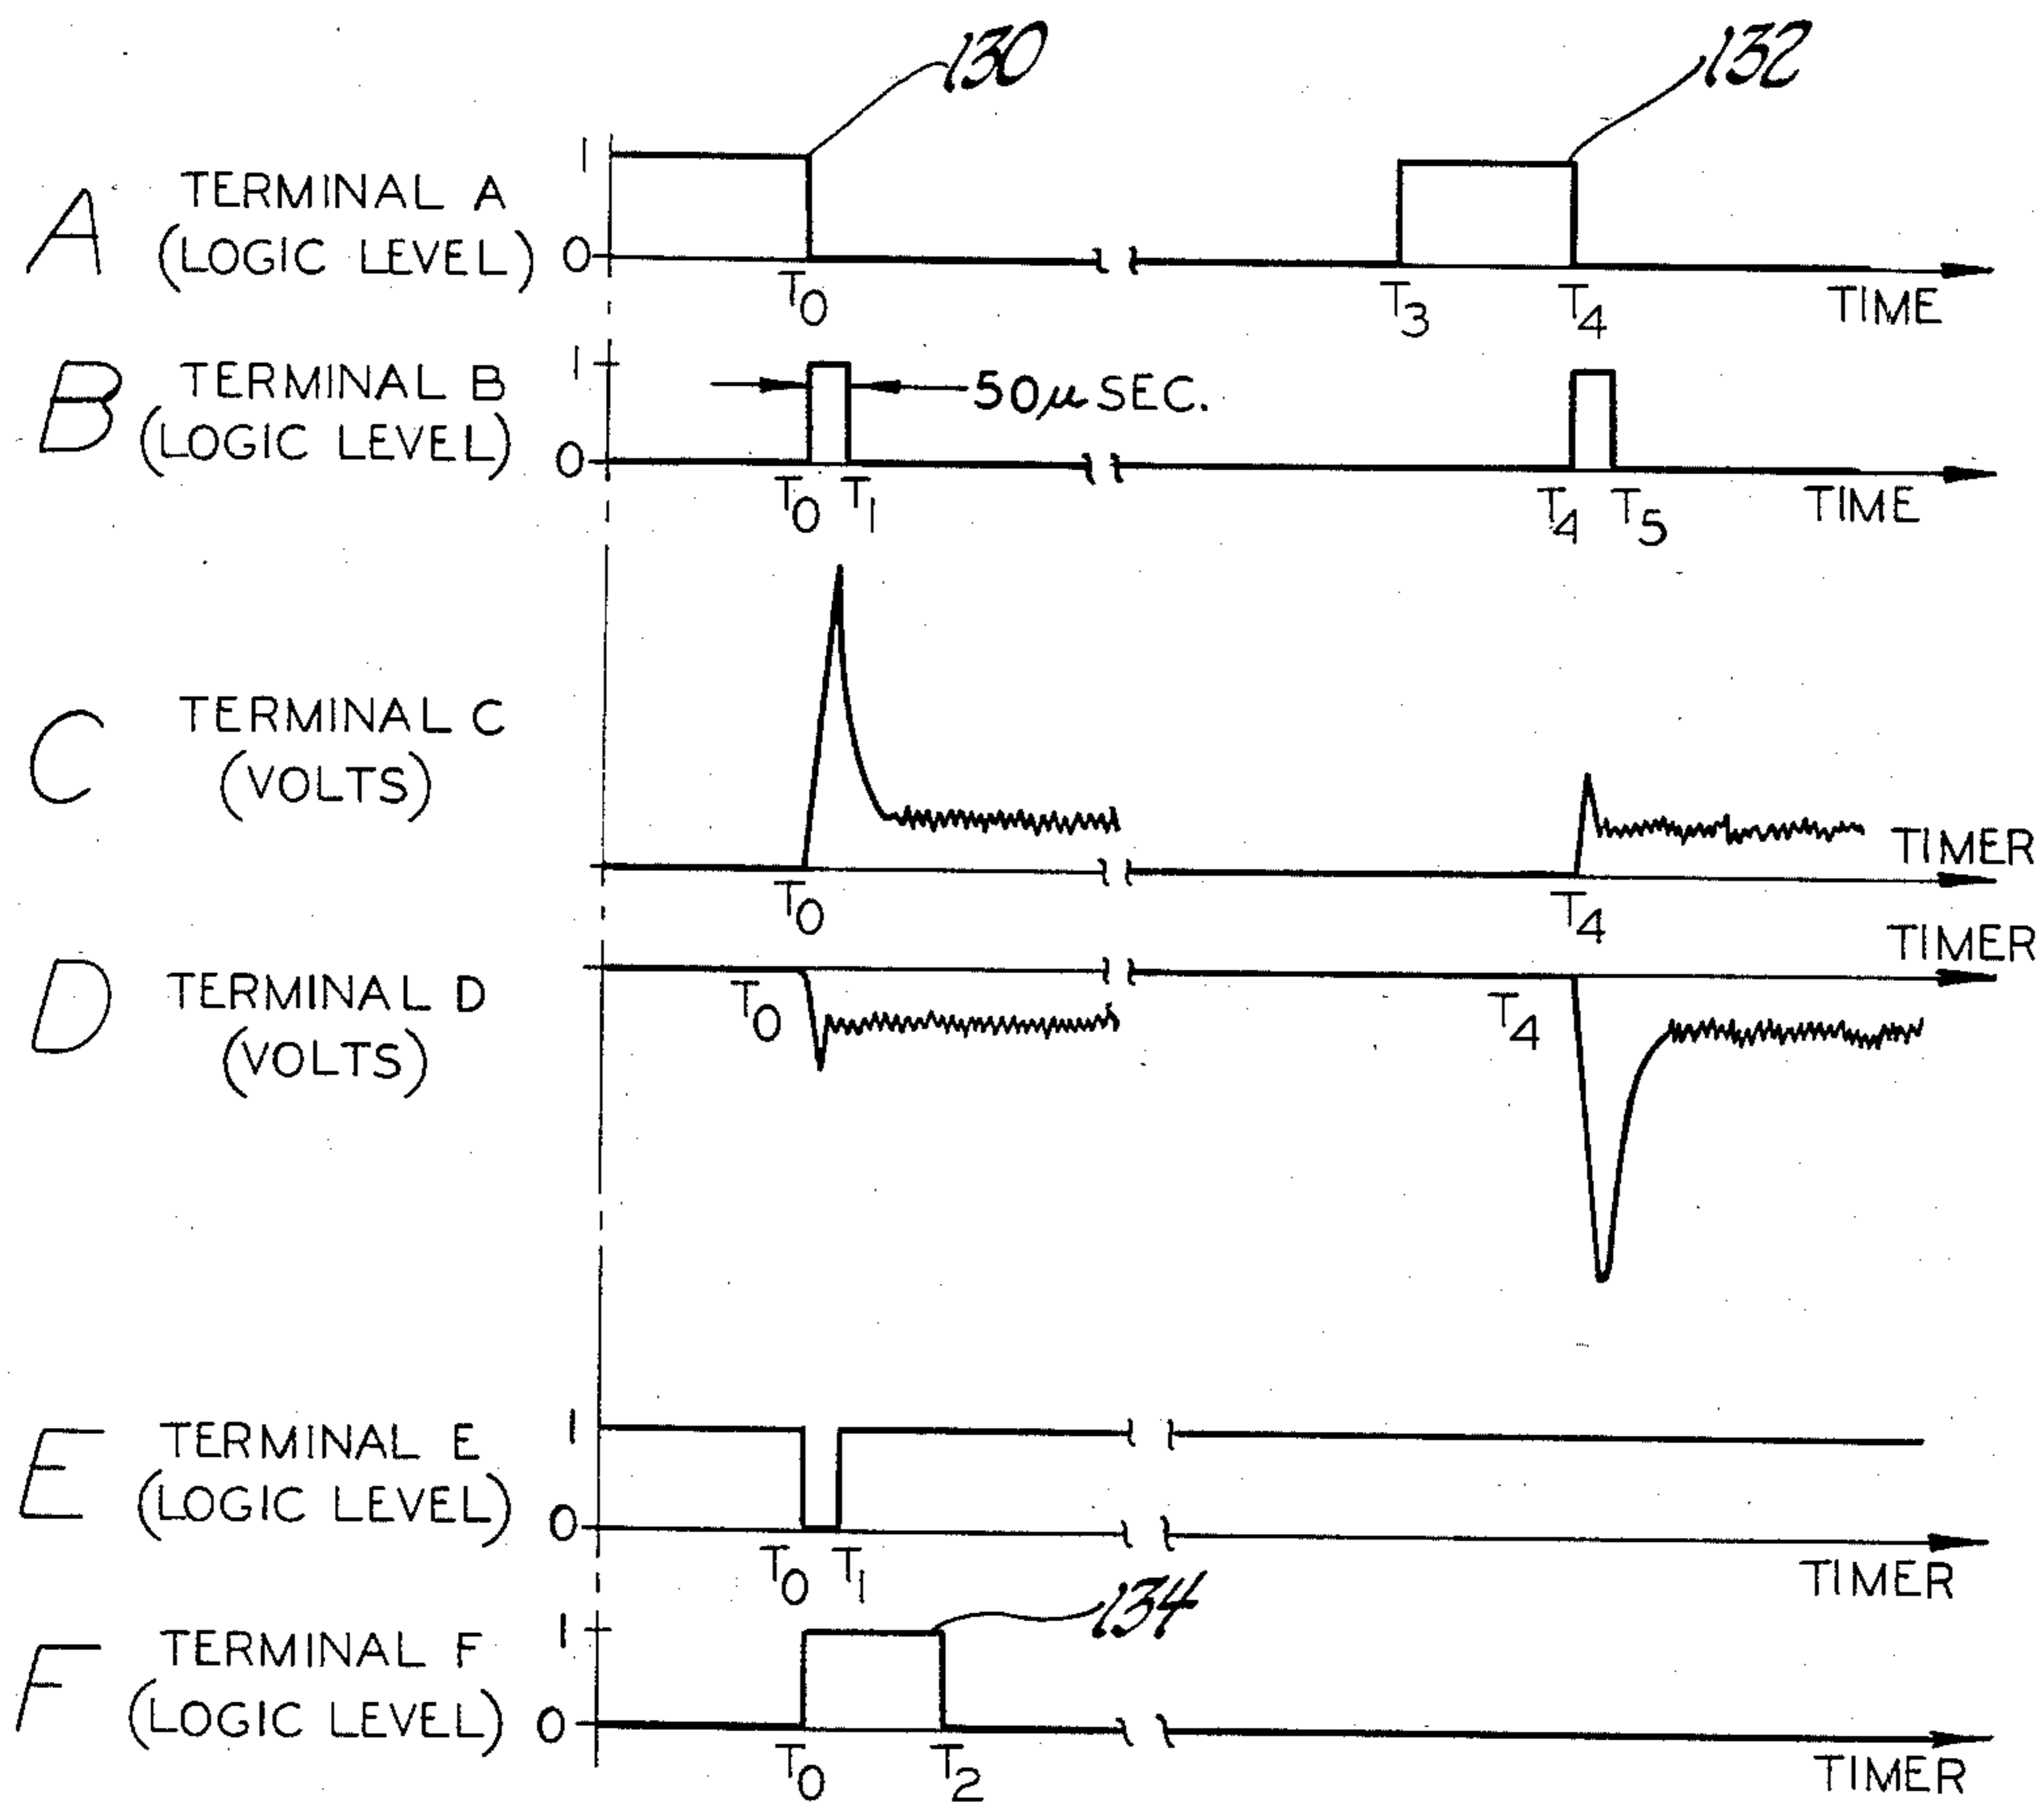 130
132
1
A TERMINAL A
(LOGIC LEVEL) 0
T0 T3 T4 TIME
1
B TERMINAL B
50μ SEC.
(LOGIC LEVEL) 0
T0 T1 T4 T5 TIME
C TERMINAL C
(VOLTS)
TIMER
T0 T4
TIMER
D TERMINAL D
T0 T4
(VOLTS)
1
E TERMINAL E
(LOGIC LEVEL) 0
T0 T1 TIMER
134
1
F TERMINAL F
(LOGIC LEVEL) 0
T0 T2 TIMER